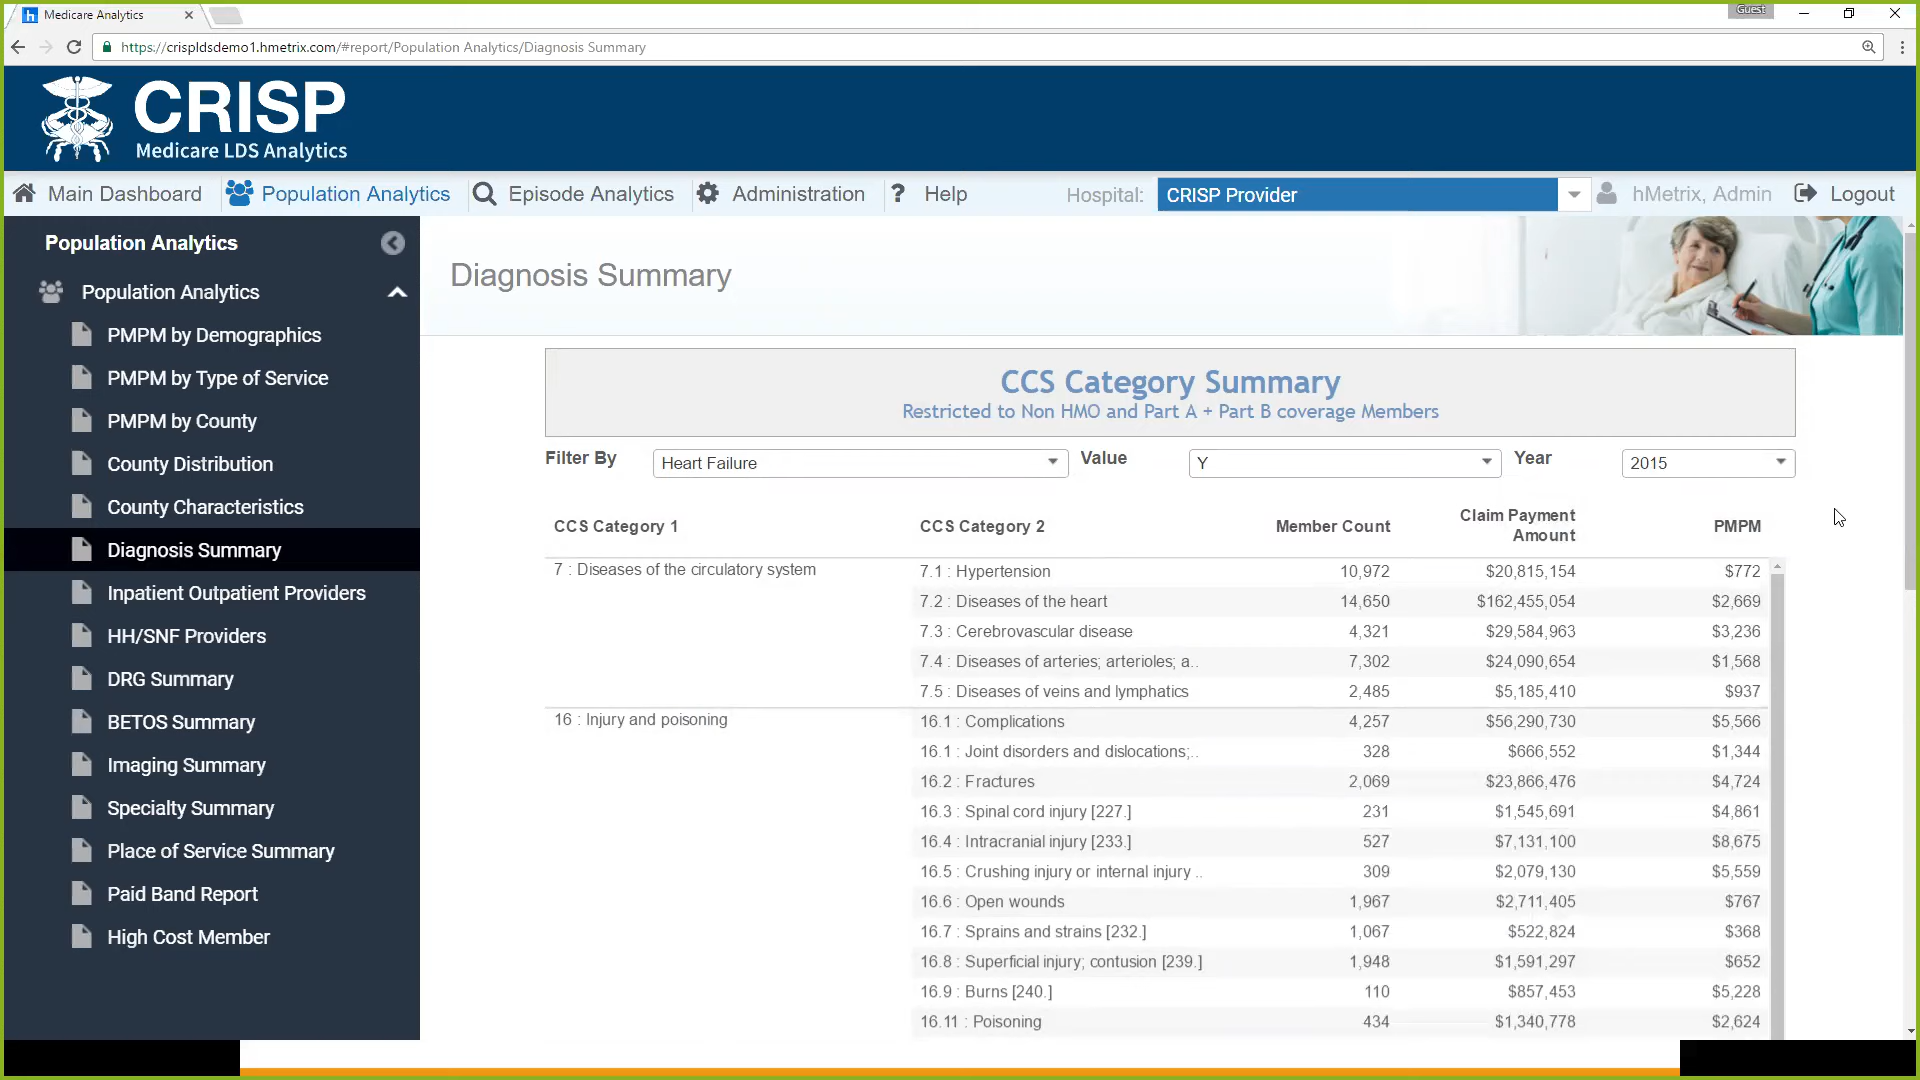 h Medicare Analytics
Guest
https://crispldsdemo1.hmetrix.com/#report/Population Analytics/Diagnosis Summary
CRISP
Medicare LDS Analytics
Main Dashboard Population Analytics Episode Analytics Administration ? Help Hospital: CRISP Provider hMetrix, Admin Logout
Population Analytics
Population Analytics
PMPM by Demographics
PMPM by Type of Service
PMPM by County
County Distribution
County Characteristics
Diagnosis Summary
Inpatient Outpatient Providers
HH/SNF Providers
DRG Summary
BETOS Summary
Imaging Summary
Specialty Summary
Place of Service Summary
Paid Band Report
High Cost Member
Diagnosis Summary
CCS Category Summary
Restricted to Non HMO and Part A + Part B coverage Members
Filter By Heart Failure Value Y Year 2015
CCS Category 1 CCS Category 2 Member Count Claim Payment Amount PMPM
7 : Diseases of the circulatory system 7.1 : Hypertension 10,972 $20,815,154 $772
7.2 : Diseases of the heart 14,650 $162,455,054 $2,669
7.3 : Cerebrovascular disease 4,321 $29,584,963 $3,236
7.4 : Diseases of arteries; arterioles; a.. 7,302 $24,090,654 $1,568
7.5 : Diseases of veins and lymphatics 2,485 $5,185,410 $937
16 : Injury and poisoning 16.1 : Complications 4,257 $56,290,730 $5,566
16.1 : Joint disorders and dislocations;.. 328 $666,552 $1,344
16.2 : Fractures 2,069 $23,866,476 $4,724
16.3 : Spinal cord injury [227.] 231 $1,545,691 $4,861
16.4 : Intracranial injury [233.] 527 $7,131,100 $8,675
16.5 : Crushing injury or internal injury .. 309 $2,079,130 $5,559
16.6 : Open wounds 1,967 $2,711,405 $767
16.7 : Sprains and strains [232.] 1,067 $522,824 $368
16.8 : Superficial injury; contusion [239.] 1,948 $1,591,297 $652
16.9 : Burns [240.] 110 $857,453 $5,228
16.11 : Poisoning 434 $1,340,778 $2,624